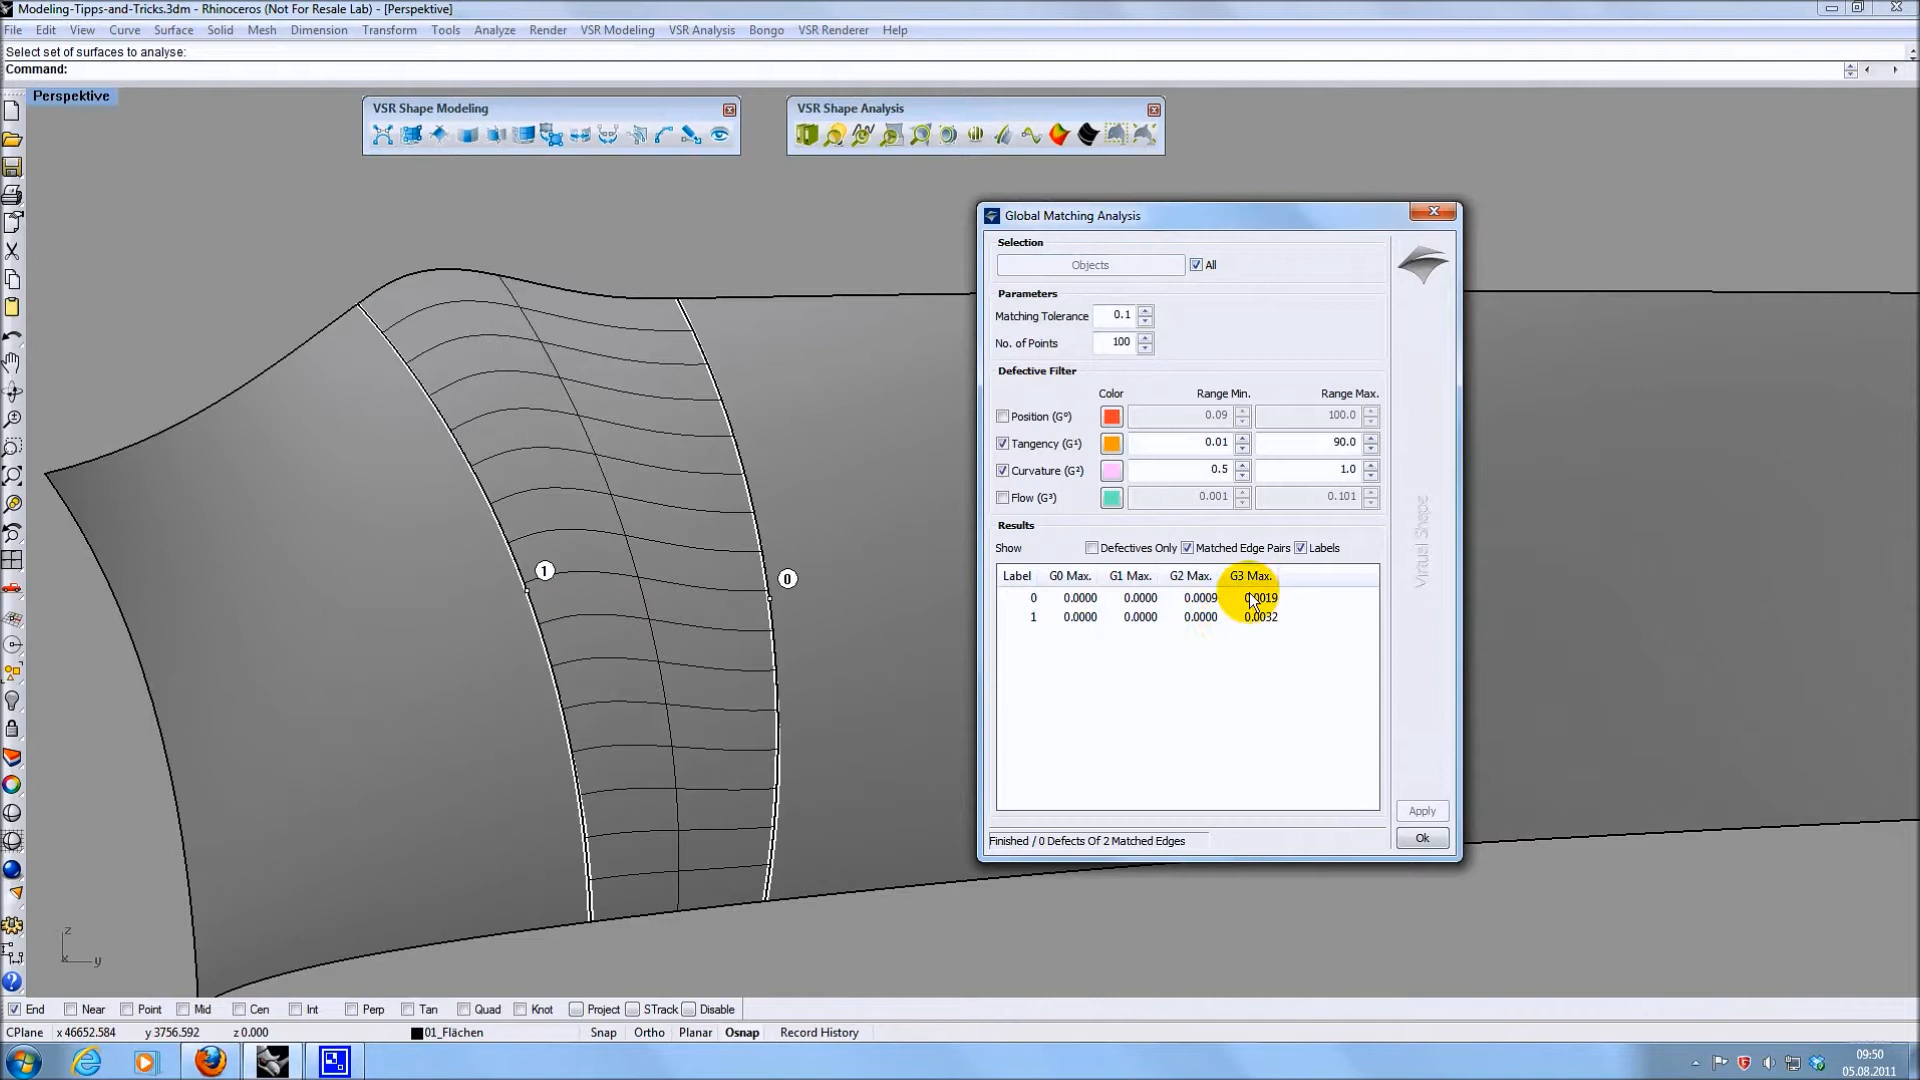 Modeling-Tipps-and-Tricks.3dm - Rhinoceros (Not For Resale Lab) - [Perspektive]
File Edit View Curve Surface Solid Mesh Dimension Transform Tools Analyze Render VSR Modeling VSR Analysis Bongo VSR Renderer Help
Select set of surfaces to analyse:
Command:
Perspektive
VSR Shape Modeling
VSR Shape Analysis
Global Matching Analysis
Selection
Objects All
Parameters
Matching Tolerance 0.1
No. of Points 100
Defective Filter
Color Range Min. Range Max.
Position (G⁰) 0.09 100.0
Tangency (G¹) 0.01 90.0
Curvature (G²) 0.5 1.0
Flow (G³) 0.001 0.101
Results
Show Defectives Only Matched Edge Pairs Labels
Label G0 Max. G1 Max. G2 Max. G3 Max.
0 0.0000 0.0000 0.0009 0.0019
1 0.0000 0.0000 0.0000 0.0032
Virtual Shape
Apply
Finished / 0 Defects Of 2 Matched Edges
Ok
1
0
z
x
y
End Near Point Mid Cen Int Perp Tan Quad Knot Project STrack Disable
CPlane x 46652.584 y 3756.592 z 0.000 01_Flächen Snap Ortho Planar Osnap Record History
09:50
05.08.2011